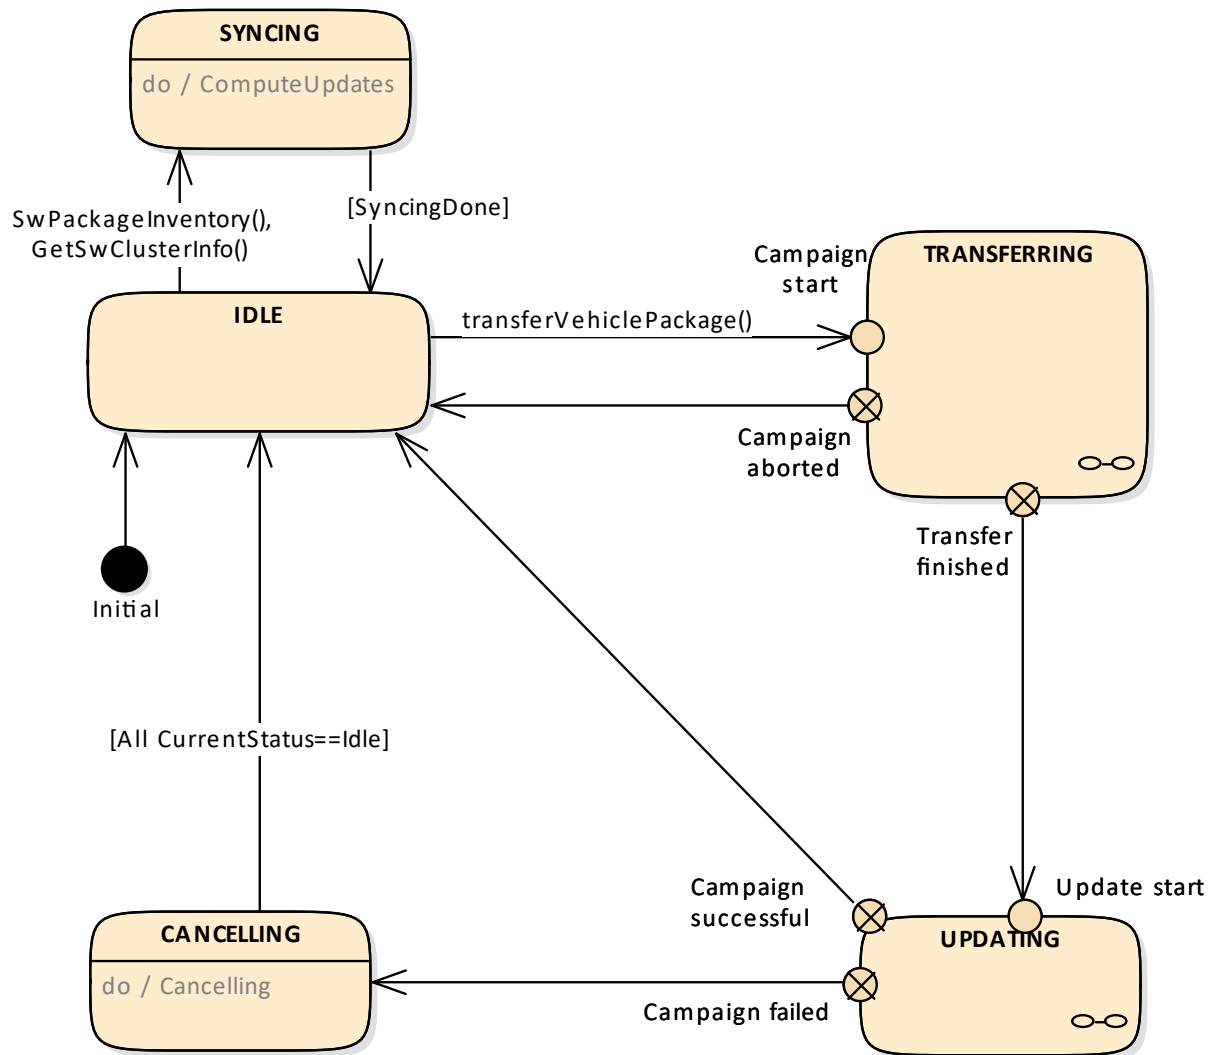 SYNCING
do / ComputeUpdates
SwPackageInventory(),
GetSwClusterInfo()
[SyncingDone]
IDLE
transferVehiclePackage()
Campaign
start
TRANSFERRING
Campaign
aborted
Transfer
finished
Initial
[All CurrentStatus==Idle]
Campaign
successful
Update start
UPDATING
CANCELLING
do / Cancelling
Campaign failed